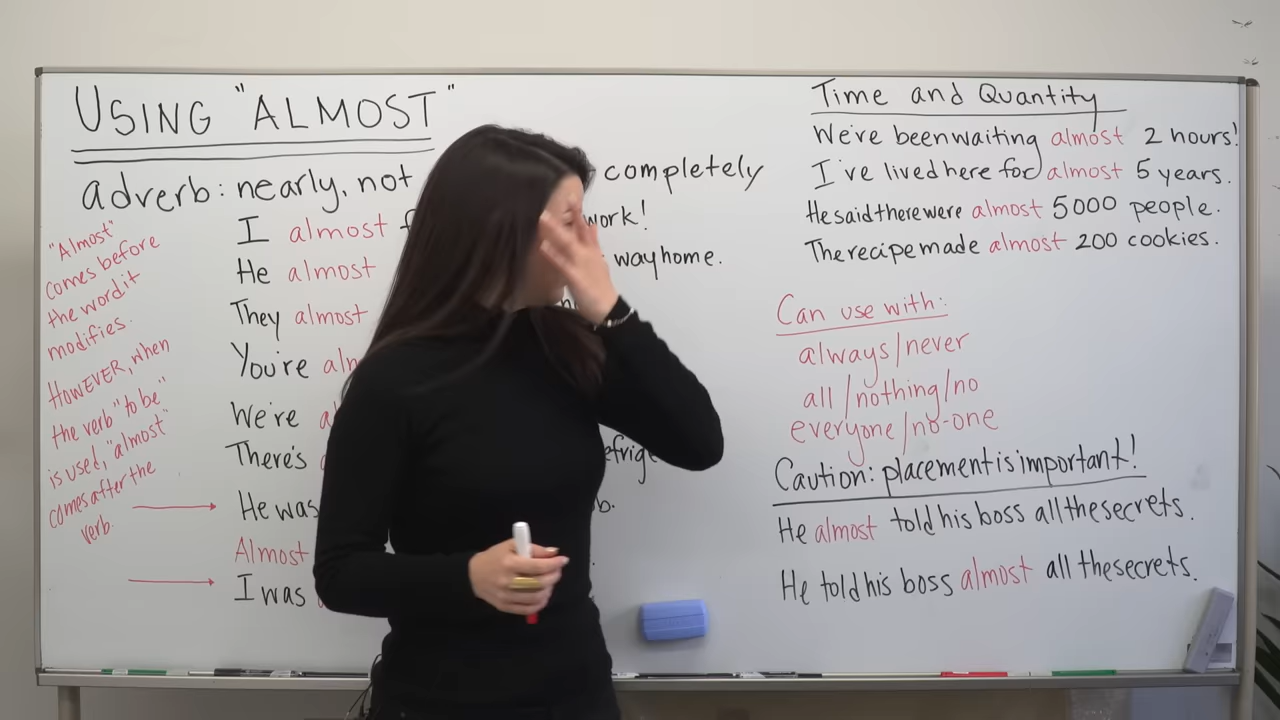 USING "ALMOST"
adverb: nearly, not completely
"Almost"
comes before
the word it
modifies.
HOWEVER, when
the verb "to be"
is used, "almost"
comes after the
verb.
I almost work!
He almost way home.
They almost
You're
We're
There's
He was
Almost
I was
Time and Quantity
We're been waiting almost 2 hours!
I've lived here for almost 5 years.
He said there were almost 5000 people.
The recipe made almost 200 cookies.
Can use with:
always/never
all/nothing/no
everyone/no-one
Caution: placement is important!
He almost told his boss all the secrets.
He told his boss almost all the secrets.